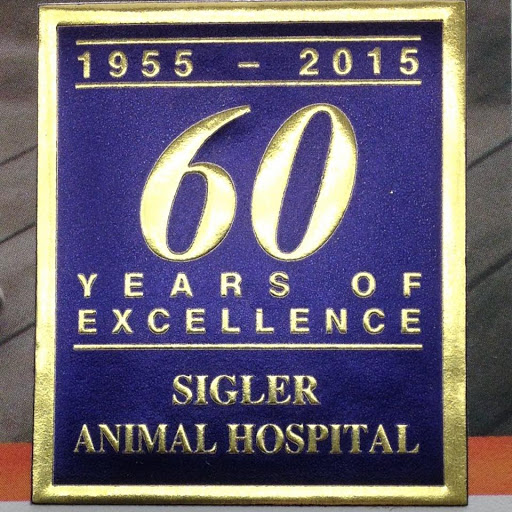 1955 – 2015
60
YEARS OF
EXCELLENCE
SIGLER
ANIMAL HOSPITAL